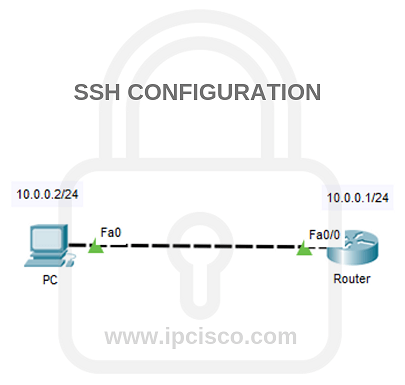 SSH CONFIGURATION
10.0.0.2/24
10.0.0.1/24
Fa0
Fa0/0
PC
Router
www.ipcisco.com